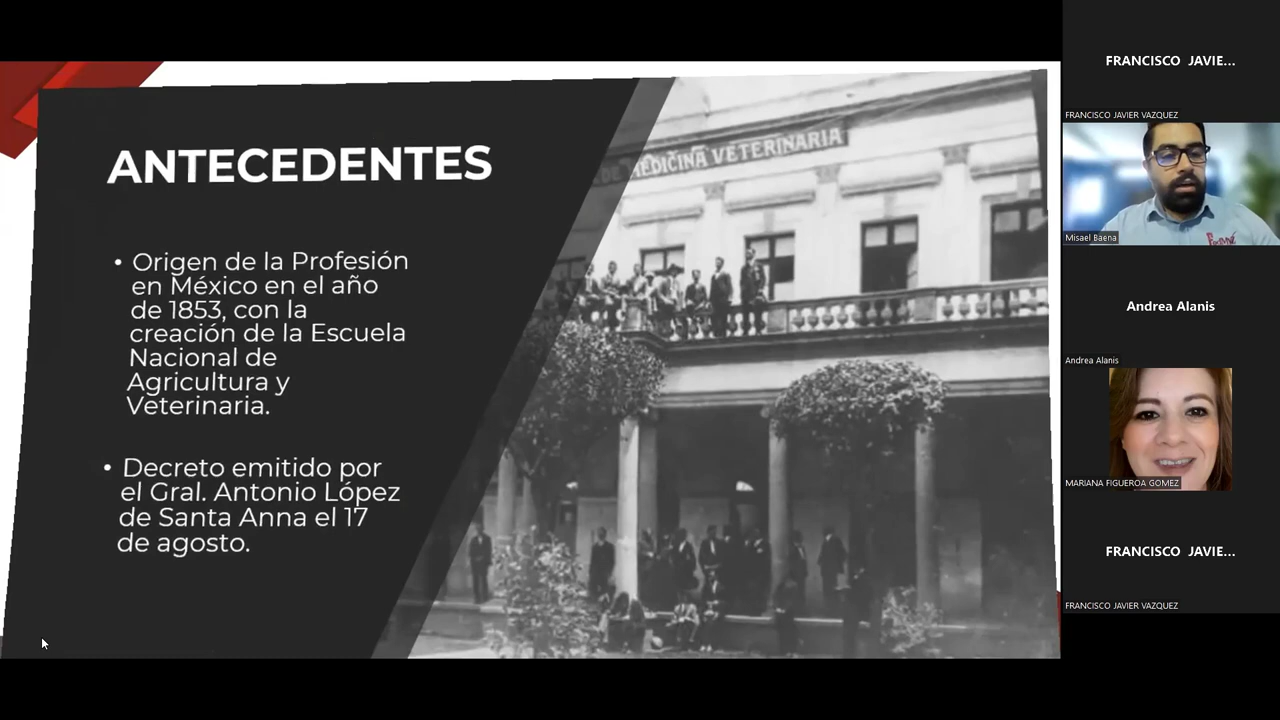 ANTECEDENTES
• Origen de la Profesión
en México en el año
de 1853, con la
creación de la Escuela
Nacional de
Agricultura y
Veterinaria.
• Decreto emitido por
el Gral. Antonio López
de Santa Anna el 17
de agosto.
DE MEDICINA VETERINARIA
FRANCISCO JAVIE...
FRANCISCO JAVIER VAZQUEZ
Misael Baena
Andrea Alanis
Andrea Alanis
MARIANA FIGUEROA GOMEZ
FRANCISCO JAVIE...
FRANCISCO JAVIER VAZQUEZ